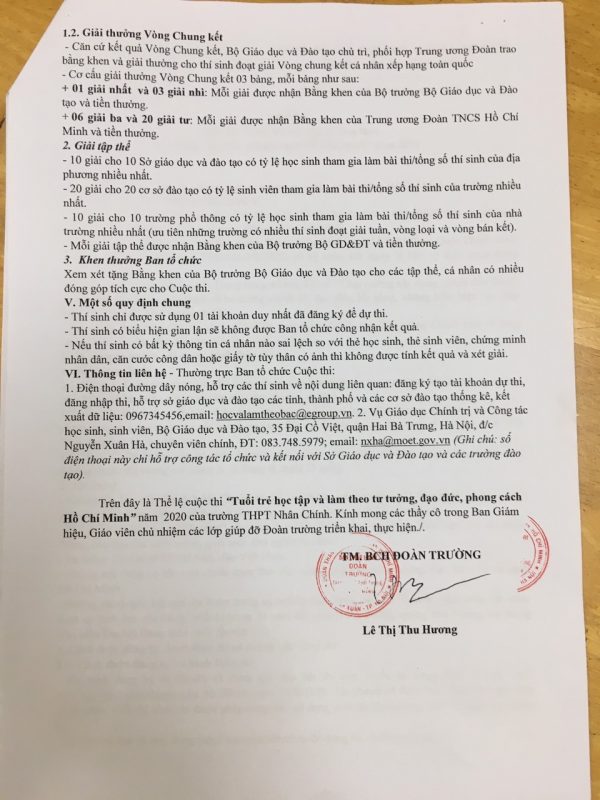 1.2. Giải thưởng Vòng Chung kết
- Căn cứ kết quả Vòng Chung kết, Bộ Giáo dục và Đào tạo chủ trì, phối hợp Trung ương Đoàn trao
bằng khen và giải thưởng cho thí sinh đoạt giải Vòng chung kết cá nhân xếp hạng toàn quốc
- Cơ cấu giải thưởng Vòng Chung kết 03 bảng, mỗi bảng như sau:
+ 01 giải nhất và 03 giải nhì: Mỗi giải được nhận Bằng khen của Bộ trưởng Bộ Giáo dục và Đào
tạo và tiền thưởng.
+ 06 giải ba và 20 giải tư: Mỗi giải được nhận Bằng khen của Trung ương Đoàn TNCS Hồ Chí
Minh và tiền thưởng.
2. Giải tập thể
- 10 giải cho 10 Sở giáo dục và đào tạo có tỷ lệ học sinh tham gia làm bài thi/tổng số thí sinh của địa
phương nhiều nhất.
- 20 giải cho 20 cơ sở đào tạo có tỷ lệ sinh viên tham gia làm bài thi/tổng số thí sinh của trường nhiều
nhất.
- 10 giải cho 10 trường phổ thông có tỷ lệ học sinh tham gia làm bài thi/tổng số thí sinh của nhà
trường nhiều nhất (ưu tiên những trường có nhiều thí sinh đoạt giải tuần, vòng loại và vòng bán kết).
- Mỗi giải tập thể được nhận Bằng khen của Bộ trưởng Bộ GD&ĐT và tiền thưởng.
3. Khen thưởng Ban tổ chức
Xem xét tặng Bằng khen của Bộ trưởng Bộ Giáo dục và Đào tạo cho các tập thể, cá nhân có nhiều
đóng góp tích cực cho Cuộc thi.
V. Một số quy định chung
- Thí sinh chỉ được sử dụng 01 tài khoản duy nhất đã đăng ký để dự thi.
- Thí sinh có biểu hiện gian lận sẽ không được Ban tổ chức công nhận kết quả.
- Nếu thí sinh có bất kỳ thông tin cá nhân nào sai lệch so với thẻ học sinh, thẻ sinh viên, chứng minh
nhân dân, căn cước công dân hoặc giấy tờ tùy thân có ảnh thì không được tính kết quả và xét giải.
VI. Thông tin liên hệ - Thường trực Ban tổ chức Cuộc thi:
1. Điện thoại đường dây nóng, hỗ trợ các thí sinh về nội dung liên quan: đăng ký tạo tài khoản dự thi,
đăng nhập thi, hỗ trợ sở giáo dục và đào tạo các tỉnh, thành phố và các cơ sở đào tạo thống kê, kết
xuất dữ liệu: 0967345456,email: hocvalamtheobac@egroup.vn. 2. Vụ Giáo dục Chính trị và Công tác
học sinh, sinh viên, Bộ Giáo dục và Đào tạo, 35 Đại Cồ Việt, quận Hai Bà Trưng, Hà Nội, đ/c
Nguyễn Xuân Hà, chuyên viên chính, ĐT: 083.748.5979; email: nxha@moet.gov.vn (Ghi chú: số
điện thoại này chỉ hỗ trợ công tác tổ chức và kết nối với Sở Giáo dục và Đào tạo và các trường đào
tạo).
Trên đây là Thể lệ cuộc thi “Tuổi trẻ học tập và làm theo tư tưởng, đạo đức, phong cách
Hồ Chí Minh” năm 2020 của trường THPT Nhân Chính. Kính mong các thầy cô trong Ban Giám
hiệu, Giáo viên chủ nhiệm các lớp giúp đỡ Đoàn trường triển khai, thực hiện./.
TM. BCH ĐOÀN TRƯỜNG
ĐOÀN
TRƯỜNG
Lê Thị Thu Hương